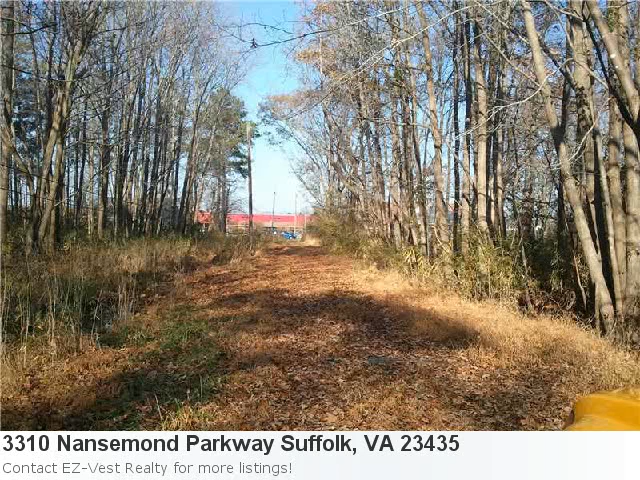 3310 Nansemond Parkway Suffolk, VA 23435
Contact EZ-Vest Realty for more listings!